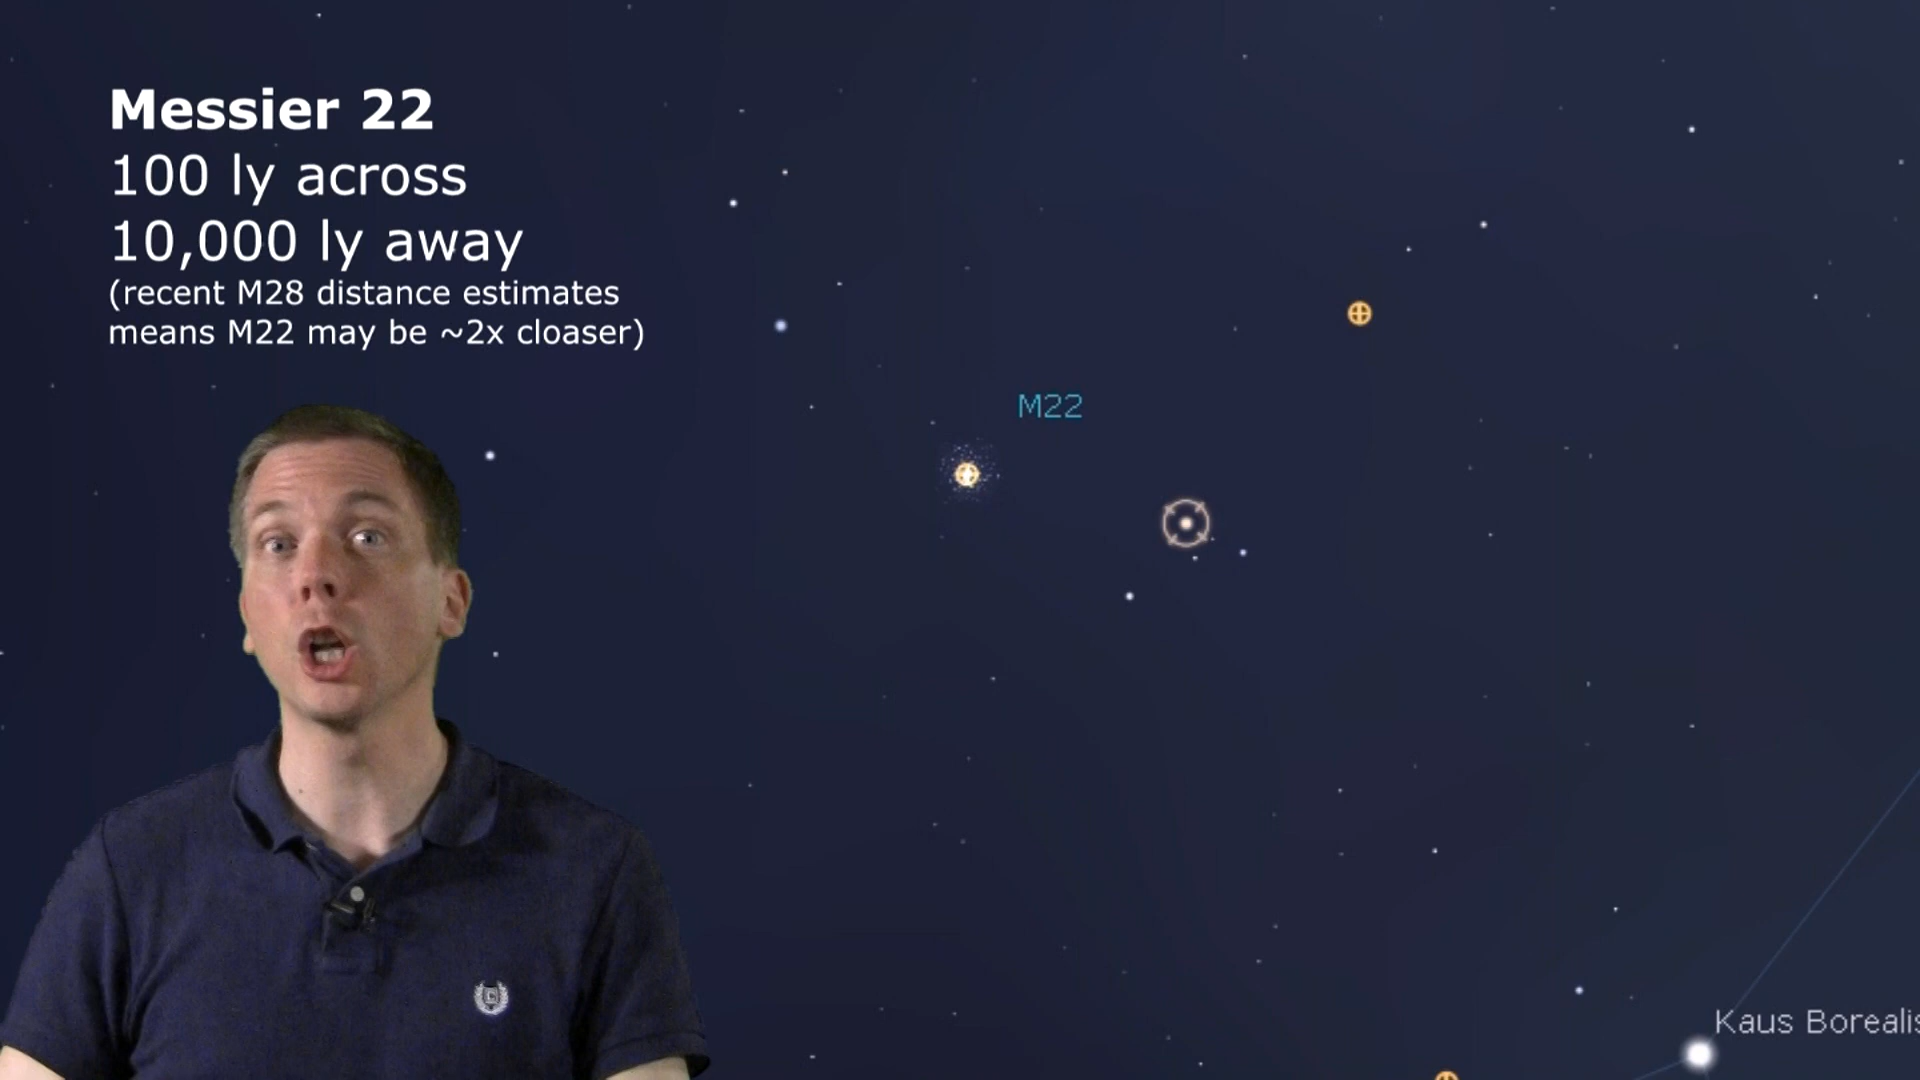 Messier 22
100 ly across
10,000 ly away
(recent M28 distance estimates
means M22 may be ~2x cloaser)
M22
Kaus Borealis